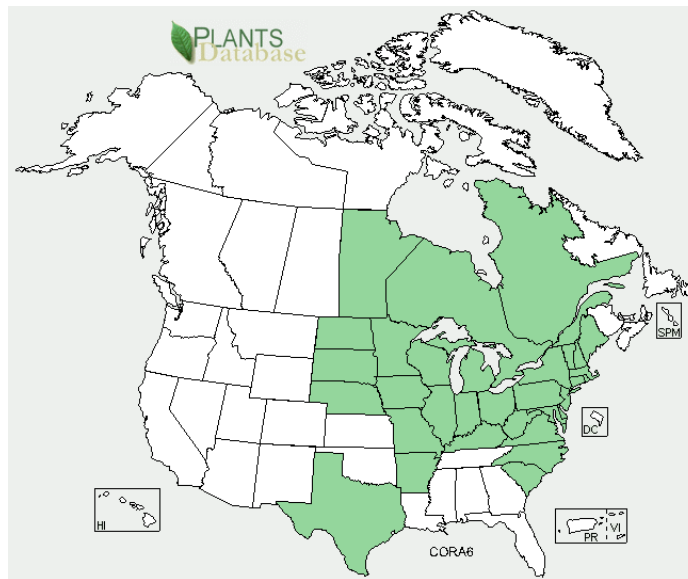 PLANTS
Database
SPM
DC
HI
PR
VI
CORA6